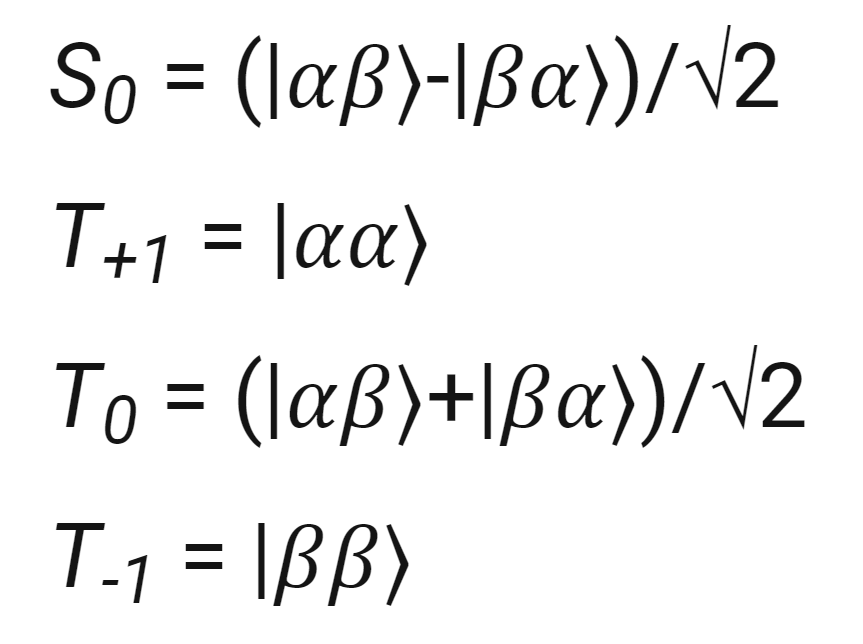 S₀ = (|αβ⟩-|βα⟩)/√2
T₊₁ = |αα⟩
T₀ = (|αβ⟩+|βα⟩)/√2
T₋₁ = |ββ⟩